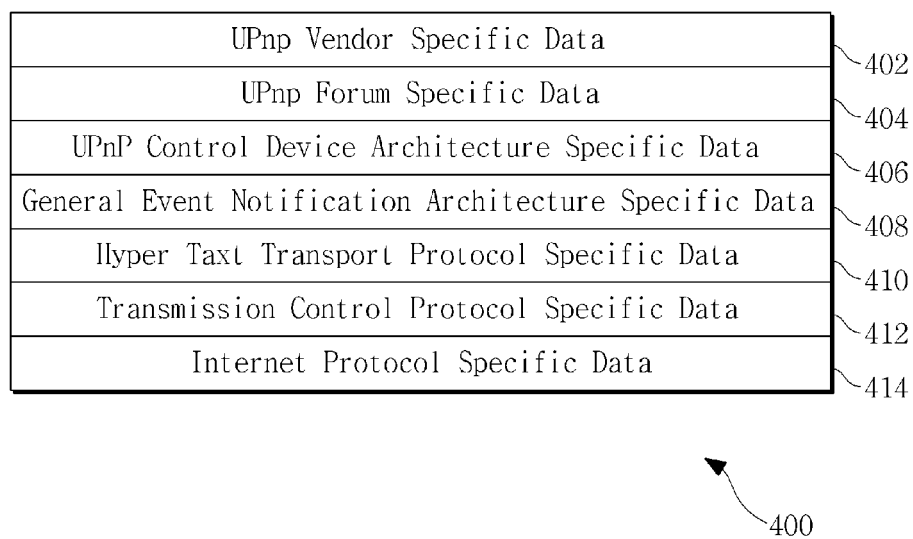 UPnp Vendor Specific Data
402
UPnp Forum Specific Data
404
UPnP Control Device Architecture Specific Data
406
General Event Notification Architecture Specific Data
408
Hyper Taxt Transport Protocol Specific Data
410
Transmission Control Protocol Specific Data
412
Internet Protocol Specific Data
414
400